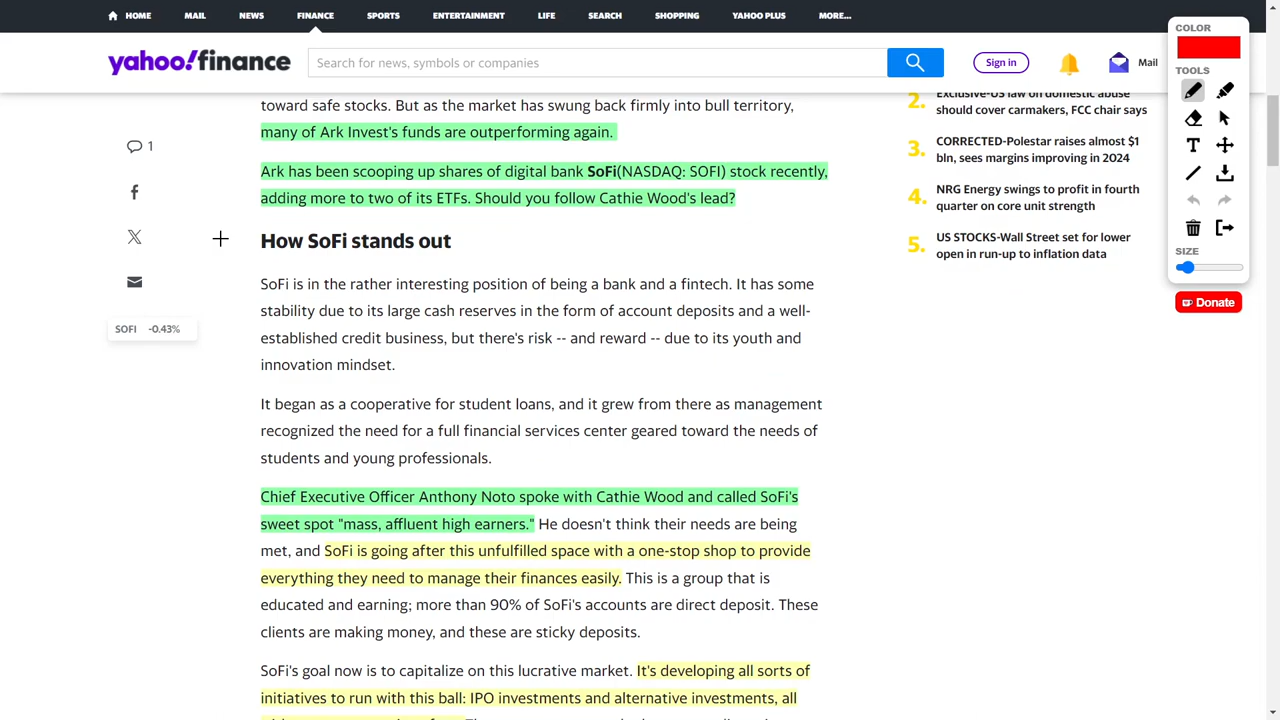 HOME MAIL NEWS FINANCE SPORTS ENTERTAINMENT LIFE SEARCH SHOPPING YAHOO PLUS MORE...
yahoo!finance
Search for news, symbols or companies
Sign in
Mail
toward safe stocks. But as the market has swung back firmly into bull territory,
many of Ark Invest's funds are outperforming again.
Ark has been scooping up shares of digital bank SoFi(NASDAQ: SOFI) stock recently,
adding more to two of its ETFs. Should you follow Cathie Wood's lead?
How SoFi stands out
SoFi is in the rather interesting position of being a bank and a fintech. It has some
stability due to its large cash reserves in the form of account deposits and a well-
established credit business, but there's risk -- and reward -- due to its youth and
innovation mindset.
It began as a cooperative for student loans, and it grew from there as management
recognized the need for a full financial services center geared toward the needs of
students and young professionals.
Chief Executive Officer Anthony Noto spoke with Cathie Wood and called SoFi's
sweet spot "mass, affluent high earners." He doesn't think their needs are being
met, and SoFi is going after this unfulfilled space with a one-stop shop to provide
everything they need to manage their finances easily. This is a group that is
educated and earning; more than 90% of SoFi's accounts are direct deposit. These
clients are making money, and these are sticky deposits.
SoFi's goal now is to capitalize on this lucrative market. It's developing all sorts of
initiatives to run with this ball: IPO investments and alternative investments, all
1
SOFI -0.43%
2. Exclusive-US law on domestic abuse
should cover carmakers, FCC chair says
3. CORRECTED-Polestar raises almost $1
bln, sees margins improving in 2024
4. NRG Energy swings to profit in fourth
quarter on core unit strength
5. US STOCKS-Wall Street set for lower
open in run-up to inflation data
COLOR
TOOLS
T
SIZE
Donate